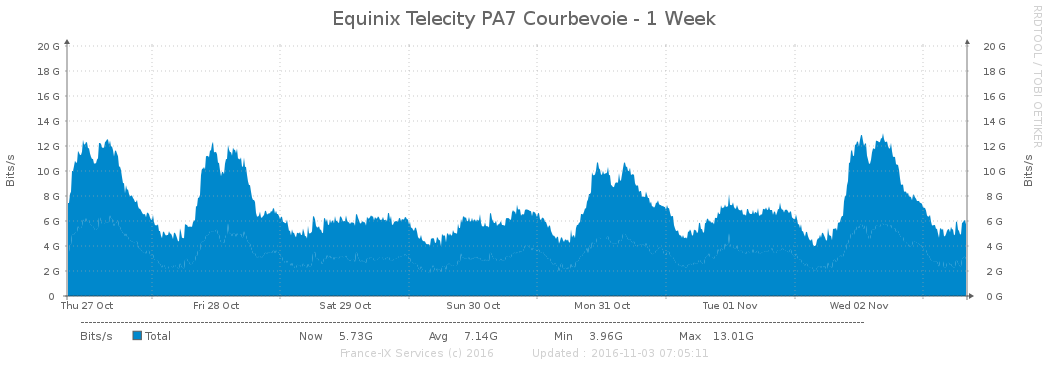 Equinix Telecity PA7 Courbevoie - 1 Week
RRDTOOL / TOBI OETIKER
Bits/s
20 G
18 G
16 G
14 G
12 G
10 G
8 G
6 G
4 G
2 G
0
20 G
18 G
16 G
14 G
12 G
10 G
8 G
6 G
4 G
2 G
0 G
Bits/s
Thu 27 Oct Fri 28 Oct Sat 29 Oct Sun 30 Oct Mon 31 Oct Tue 01 Nov Wed 02 Nov
Bits/s Total Now 5.73G Avg 7.14G Min 3.96G Max 13.01G
France-IX Services (c) 2016 Updated : 2016-11-03 07:05:11